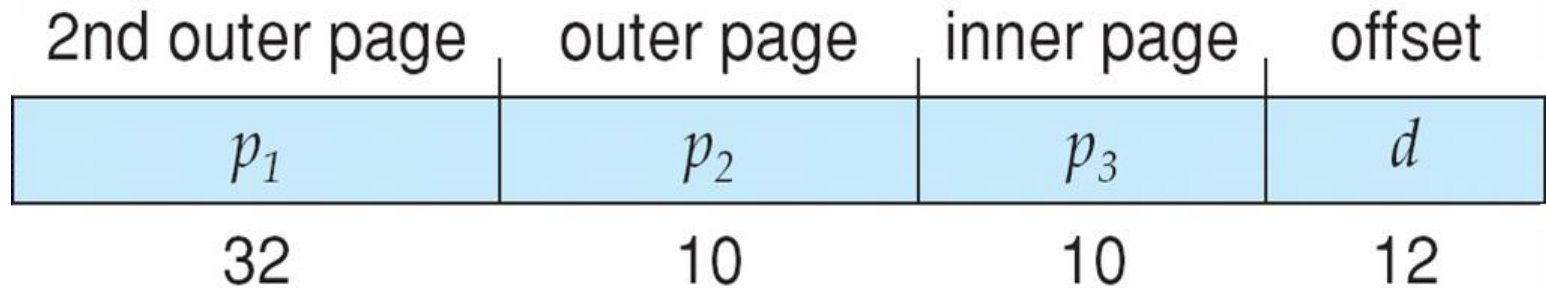 2nd outer page outer page inner page offset
p1 p2 p3 d
32 10 10 12